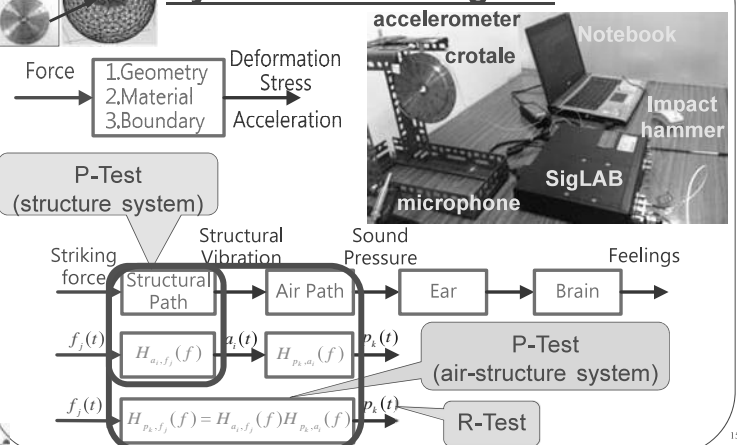 accelerometer
crotale
Notebook
Impact
hammer
SigLAB
microphone
Force
1.Geometry
2.Material
3.Boundary
Deformation
Stress
Acceleration
P-Test
(structure system)
Striking
force
Structural
Vibration
Sound
Pressure
Feelings
Structural
Path
Air Path
Ear
Brain
f_j(t)
H_{a_i,f_j}(f)
a_i(t)
H_{p_k,a_i}(f)
p_k(t)
P-Test
(air-structure system)
f_j(t)
H_{p_k,f_j}(f) = H_{a_i,f_j}(f)H_{p_k,a_i}(f)
p_k(t)
R-Test